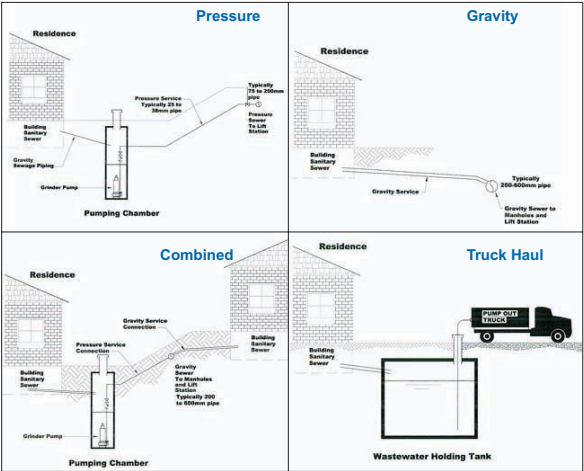 Pressure
Residence
Typically
75 to 200mm
pipe
Pressure Service
Typically 25 to
38mm pipe
Pressure
Sewer
To Lift
Station
Building
Sanitary
Sewer
Gravity
Sewage Piping
Grinder Pump
Pumping Chamber
Gravity
Residence
Building
Sanitary
Sewer
Typically
200-600mm pipe
Gravity Service
Gravity Sewer to
Manholes and
Lift Station
Combined
Residence
Gravity Service
Connection
Pressure Service
Connection
Building
Sanitary
Sewer
Building
Sanitary
Sewer
Gravity
Sewer
To Manholes
and Lift
Station
Typically 200
to 600mm pipe
Grinder Pump
Pumping Chamber
Truck Haul
Residence
PUMP OUT
TRUCK
Building
Sanitary
Sewer
Wastewater Holding Tank